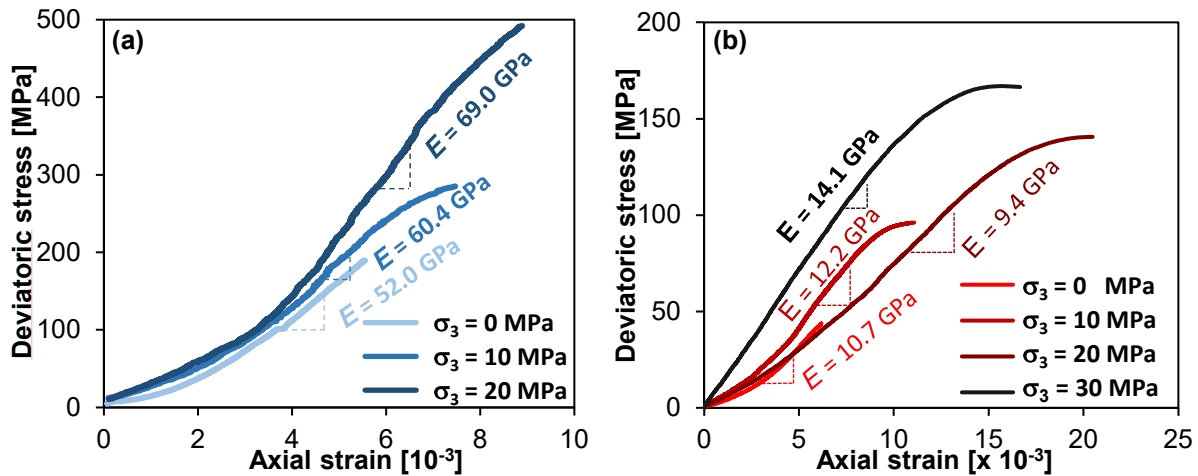 (a)
Deviatoric stress [MPa]
500
400
300
200
100
0
0 2 4 6 8 10
Axial strain [10⁻³]
E = 69.0 GPa
E = 60.4 GPa
E = 52.0 GPa
σ₃ = 0 MPa
σ₃ = 10 MPa
σ₃ = 20 MPa
(b)
Deviatoric stress [MPa]
200
150
100
50
0
0 5 10 15 20 25
Axial strain [x 10⁻³]
E = 14.1 GPa
E = 12.2 GPa
E = 9.4 GPa
E = 10.7 GPa
σ₃ = 0 MPa
σ₃ = 10 MPa
σ₃ = 20 MPa
σ₃ = 30 MPa